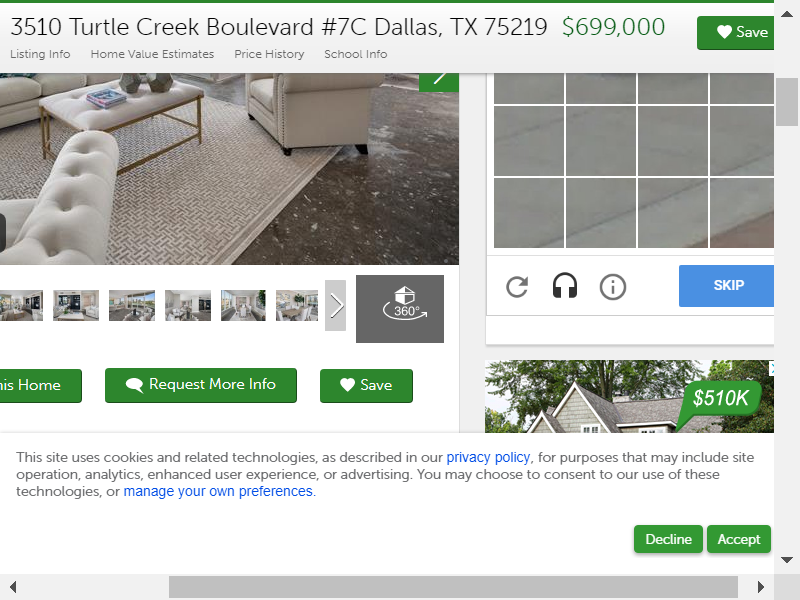 3510 Turtle Creek Boulevard #7C Dallas, TX 75219 $699,000
Save
Listing Info Home Value Estimates Price History School Info
SKIP
360°
his Home
Request More Info
Save
$510K
This site uses cookies and related technologies, as described in our privacy policy, for purposes that may include site
operation, analytics, enhanced user experience, or advertising. You may choose to consent to our use of these
technologies, or manage your own preferences.
Decline Accept